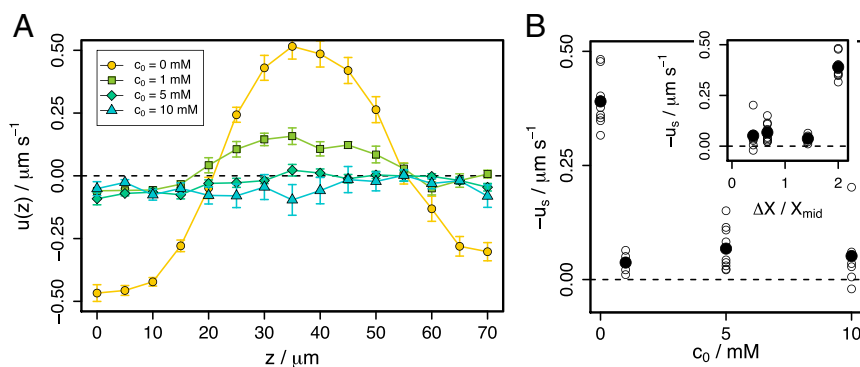 A
B
u(z) / μm s⁻¹
0.50
0.25
0.00
−0.25
−0.50
c₀ = 0 mM
c₀ = 1 mM
c₀ = 5 mM
c₀ = 10 mM
0 10 20 30 40 50 60 70
z / μm
−uₛ / μm s⁻¹
0.50
0.25
0.00
0 5 10
c₀ / mM
−uₛ / μm s⁻¹
0.50
0.25
0.00
0 1 2
ΔX / Xmid